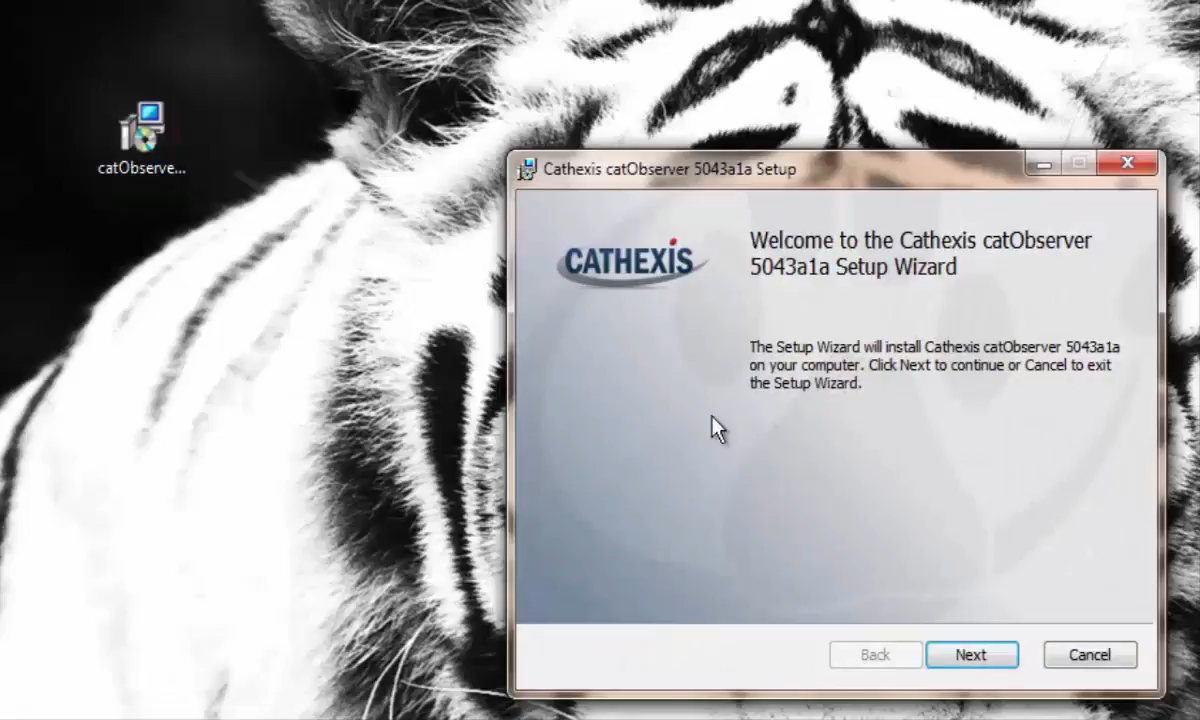 catObserve...
Cathexis catObserver 5043a1a Setup
CATHEXIS
Welcome to the Cathexis catObserver
5043a1a Setup Wizard
The Setup Wizard will install Cathexis catObserver 5043a1a
on your computer. Click Next to continue or Cancel to exit
the Setup Wizard.
Back
Next
Cancel